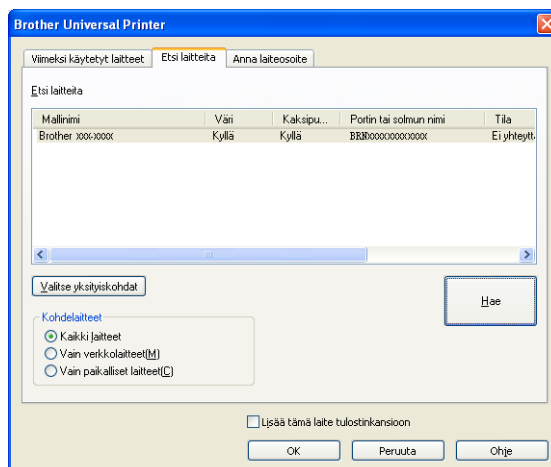 Brother Universal Printer
Viimeksi käytetyt laitteet Etsi laitteita Anna laiteosoite
Etsi laitteita
Mallinimi Väri Kaksipu... Portin tai solmun nimi Tila
Brother xxx-xxxx Kyllä Kyllä BRNxxxxxxxxxxxx Ei yhteytt
Valitse yksityiskohdat
Hae
Kohdelaitteet
Kaikki laitteet
Vain verkkolaitteet(M)
Vain paikalliset laitteet(C)
Lisää tämä laite tulostinkansioon
OK Peruuta Ohje